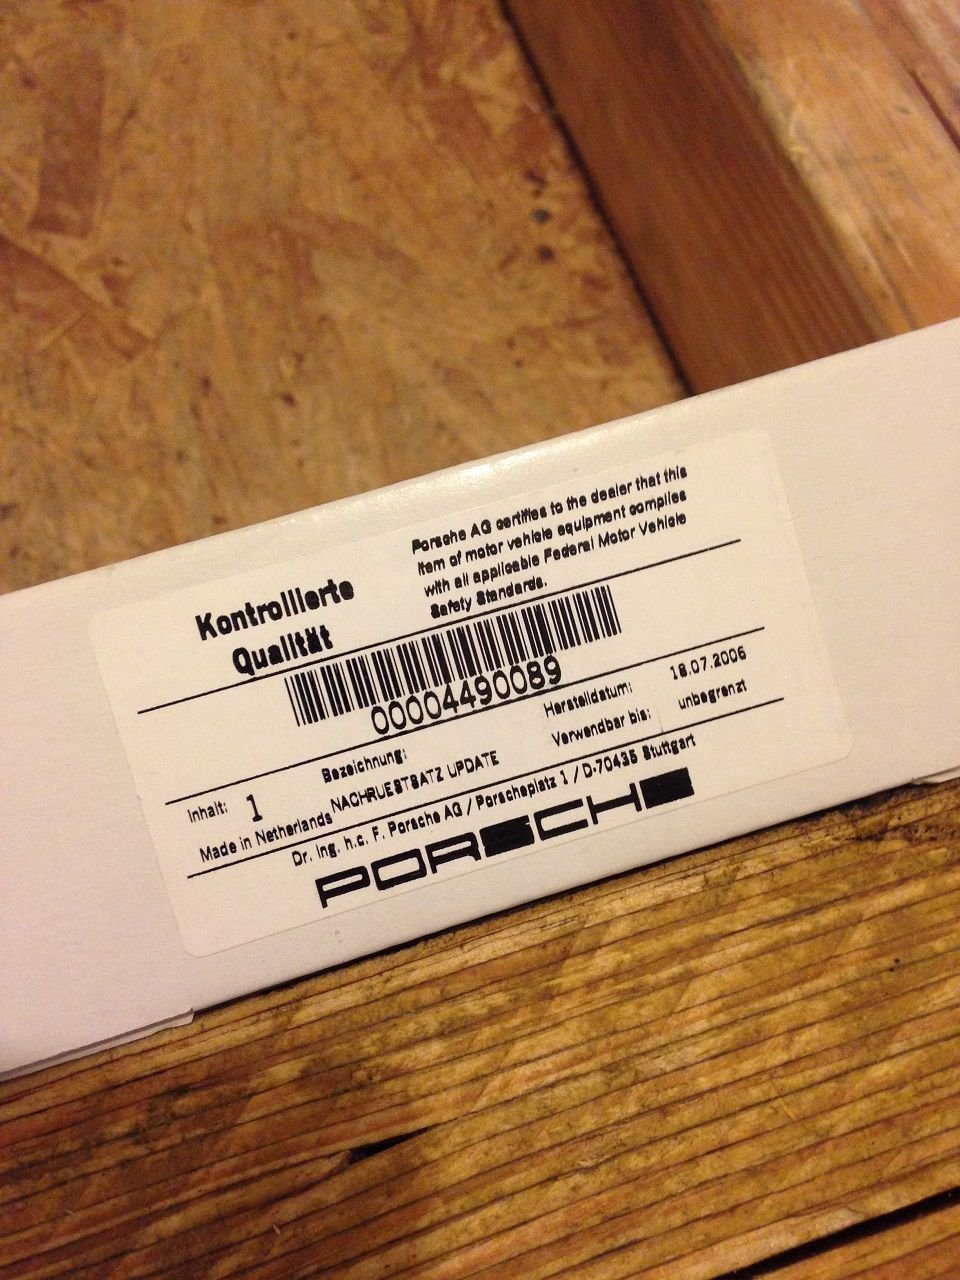 Kontrollierte
Qualität
Porsche AG certifies to the dealer that this
item of motor vehicle equipment complies
with all applicable Federal Motor Vehicle
Safety Standards.
00004490089
Inhalt: 1
Bezeichnung:
Herstelldatum: 18.07.2006
Made in Netherlands
NACHRUESTSATZ UPDATE
Verwendbar bis: unbegrenzt
Dr. Ing. h.c. F. Porsche AG / Porscheplatz 1 / D-70435 Stuttgart
PORSCHE